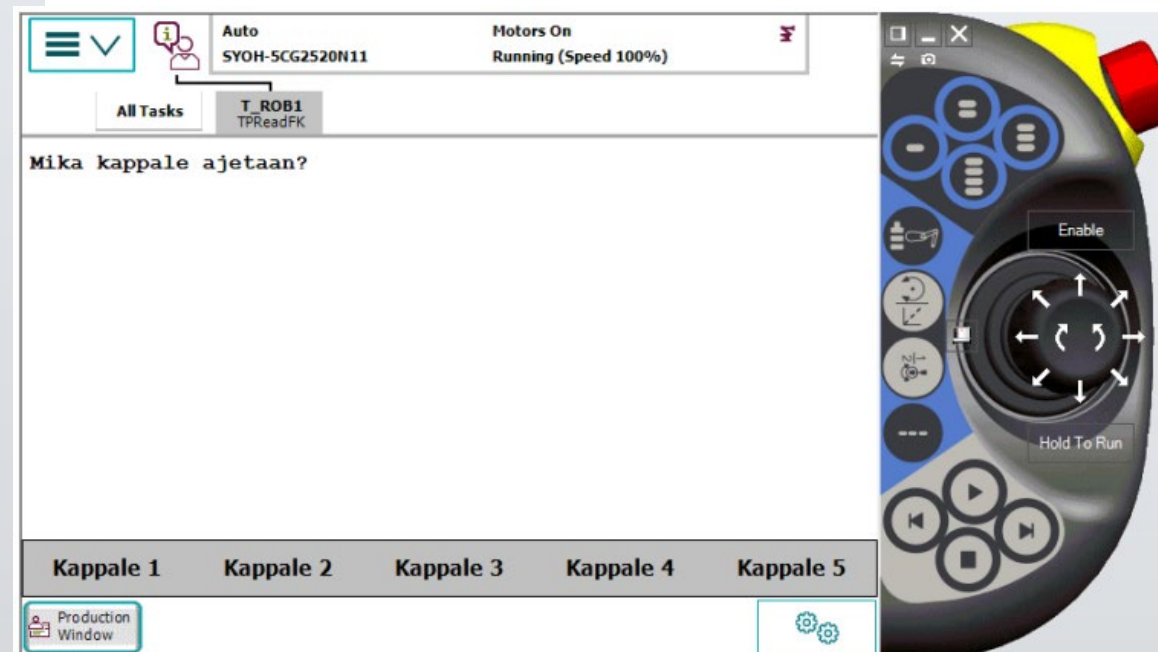 Auto
Motors On
SYOH-5CG2520N11
Running (Speed 100%)
All Tasks
T_ROB1
TPReadFK
Mika kappale ajetaan?
Enable
Hold To Run
Kappale 1
Kappale 2
Kappale 3
Kappale 4
Kappale 5
Production
Window